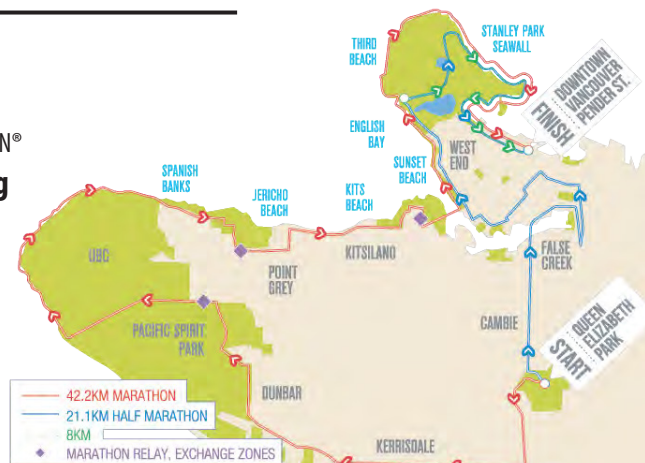 N®
g
THIRD
BEACH
STANLEY PARK
SEAWALL
DOWNTOWN
VANCOUVER
PENDER ST.
FINISH
ENGLISH
BAY
WEST
END
SUNSET
BEACH
SPANISH
BANKS
JERICHO
BEACH
KITS
BEACH
UBC
POINT
GREY
KITSILANO
FALSE
CREEK
PACIFIC SPIRIT
PARK
CAMBIE
QUEEN
ELIZABETH
PARK
START
DUNBAR
KERRISDALE
42.2KM MARATHON
21.1KM HALF MARATHON
8KM
MARATHON RELAY, EXCHANGE ZONES